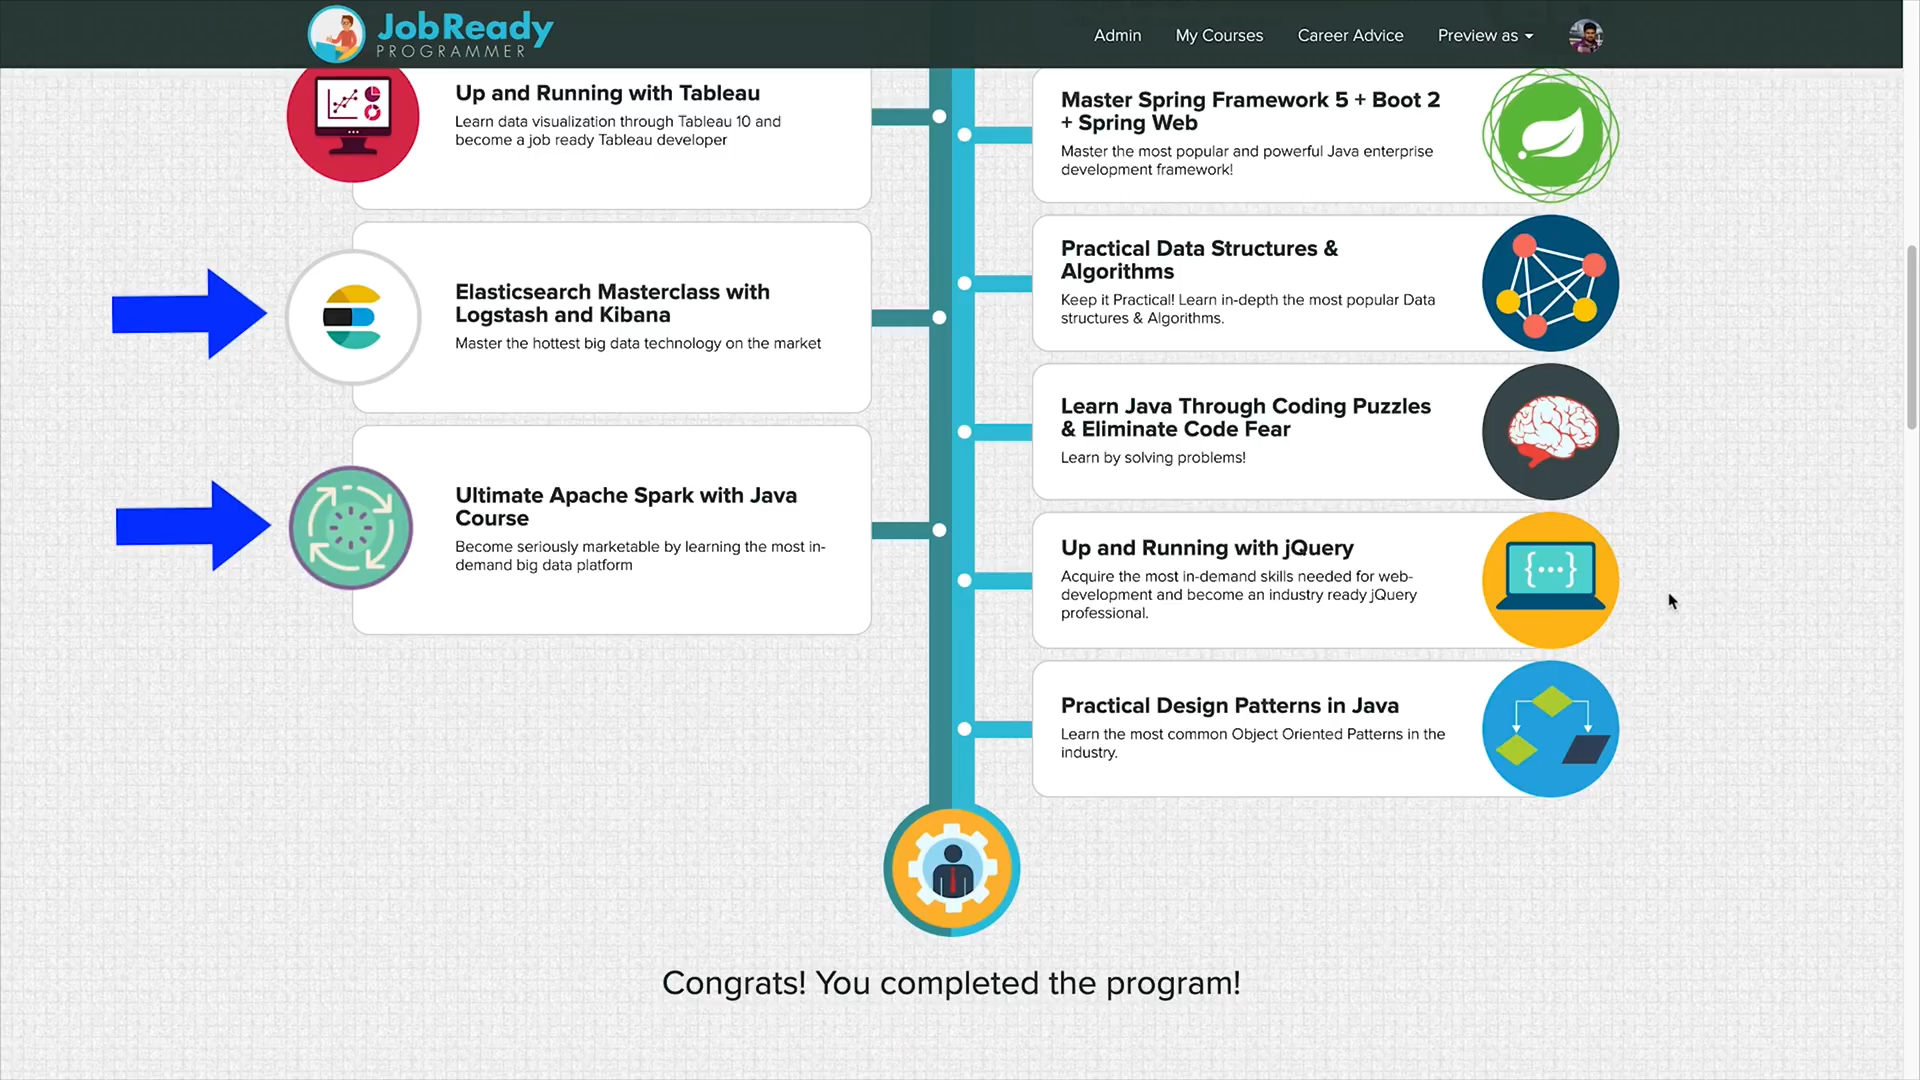 JobReady
PROGRAMMER
Admin
My Courses
Career Advice
Preview as
Up and Running with Tableau
Learn data visualization through Tableau 10 and
become a job ready Tableau developer
Elasticsearch Masterclass with
Logstash and Kibana
Master the hottest big data technology on the market
Ultimate Apache Spark with Java
Course
Become seriously marketable by learning the most in-
demand big data platform
Master Spring Framework 5 + Boot 2
+ Spring Web
Master the most popular and powerful Java enterprise
development framework!
Practical Data Structures &
Algorithms
Keep it Practical! Learn in-depth the most popular Data
structures & Algorithms.
Learn Java Through Coding Puzzles
& Eliminate Code Fear
Learn by solving problems!
Up and Running with jQuery
Acquire the most in-demand skills needed for web-
development and become an industry ready jQuery
professional.
{...}
Practical Design Patterns in Java
Learn the most common Object Oriented Patterns in the
industry.
Congrats! You completed the program!